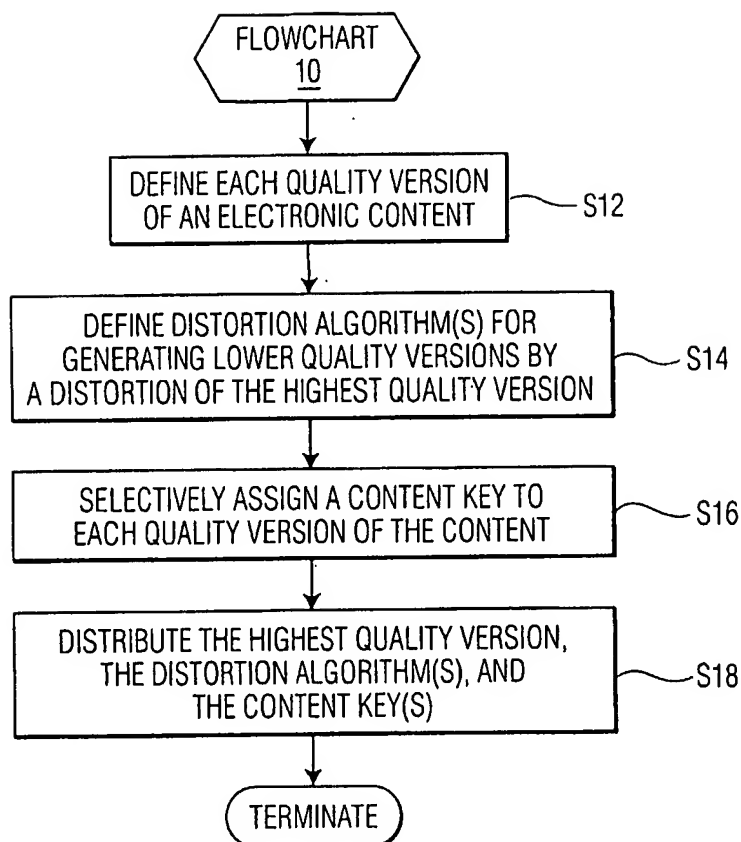 FLOWCHART
10
DEFINE EACH QUALITY VERSION
OF AN ELECTRONIC CONTENT
S12
DEFINE DISTORTION ALGORITHM(S) FOR
GENERATING LOWER QUALITY VERSIONS BY
A DISTORTION OF THE HIGHEST QUALITY VERSION
S14
SELECTIVELY ASSIGN A CONTENT KEY TO
EACH QUALITY VERSION OF THE CONTENT
S16
DISTRIBUTE THE HIGHEST QUALITY VERSION,
THE DISTORTION ALGORITHM(S), AND
THE CONTENT KEY(S)
S18
TERMINATE